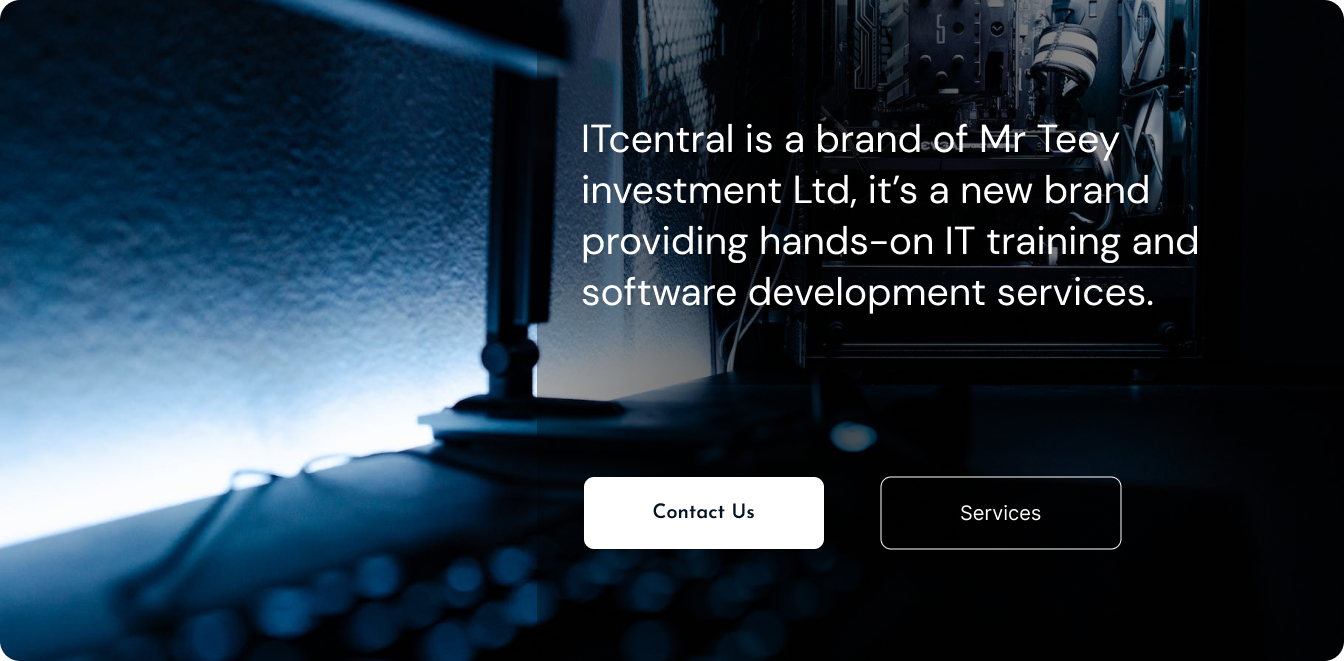 ITcentral is a brand of Mr Teey
investment Ltd, it’s a new brand
providing hands-on IT training and
software development services.
Contact Us
Services